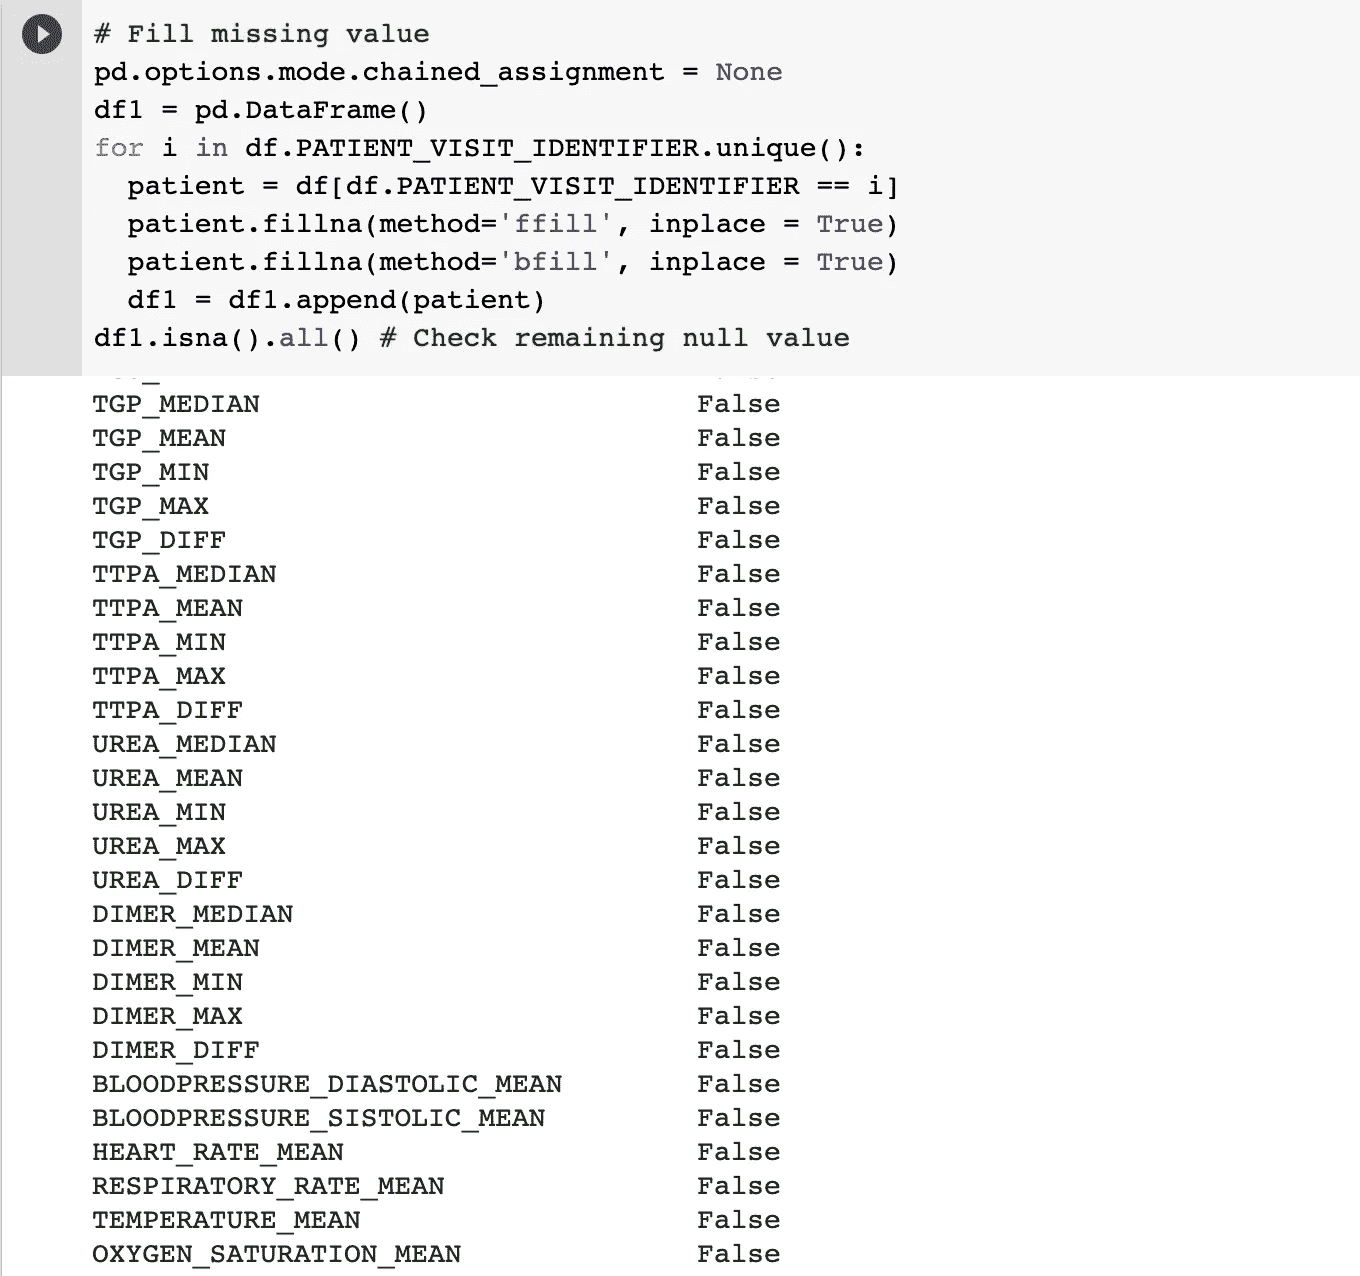 # Fill missing value
pd.options.mode.chained_assignment = None
df1 = pd.DataFrame()
for i in df.PATIENT_VISIT_IDENTIFIER.unique():
  patient = df[df.PATIENT_VISIT_IDENTIFIER == i]
  patient.fillna(method='ffill', inplace = True)
  patient.fillna(method='bfill', inplace = True)
  df1 = df1.append(patient)
df1.isna().all() # Check remaining null value
TGP_MEDIAN False
TGP_MEAN False
TGP_MIN False
TGP_MAX False
TGP_DIFF False
TTPA_MEDIAN False
TTPA_MEAN False
TTPA_MIN False
TTPA_MAX False
TTPA_DIFF False
UREA_MEDIAN False
UREA_MEAN False
UREA_MIN False
UREA_MAX False
UREA_DIFF False
DIMER_MEDIAN False
DIMER_MEAN False
DIMER_MIN False
DIMER_MAX False
DIMER_DIFF False
BLOODPRESSURE_DIASTOLIC_MEAN False
BLOODPRESSURE_SISTOLIC_MEAN False
HEART_RATE_MEAN False
RESPIRATORY_RATE_MEAN False
TEMPERATURE_MEAN False
OXYGEN_SATURATION_MEAN False